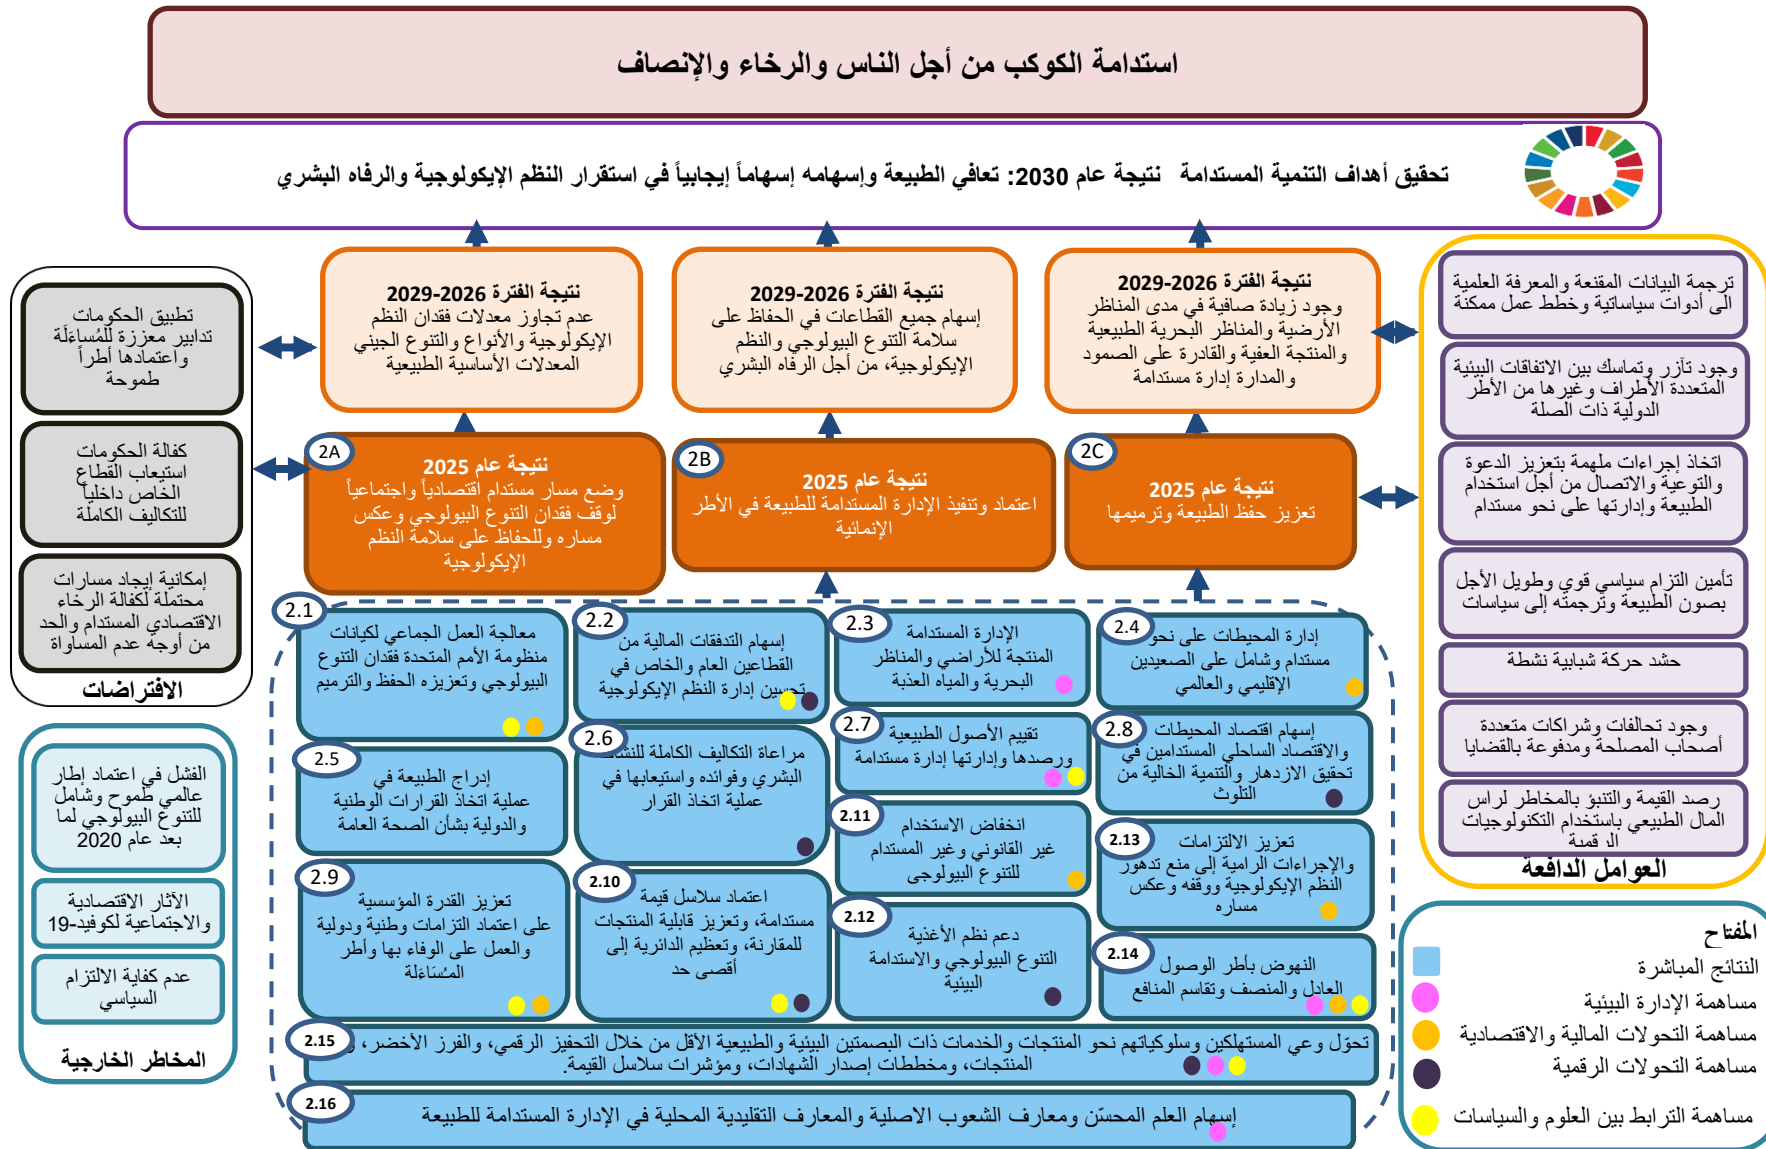 استدامة الكوكب من أجل الناس والرخاء والإنصاف
تحقيق أهداف التنمية المستدامة نتيجة عام 2030: تعافي الطبيعة وإسهامه إسهاماً إيجابياً في استقرار النظم الإيكولوجية والرفاه البشري
ترجمة البيانات المقنعة والمعرفة العلمية
الى أدوات سياساتية وخطط عمل ممكنة
وجود تآزر وتماسك بين الاتفاقات البيئية
المتعددة الأطراف وغيرها من الأطر
الدولية ذات الصلة
اتخاذ إجراءات ملهمة بتعزيز الدعوة
والتوعية والاتصال من أجل استخدام
الطبيعة وإدارتها على نحو مستدام
تأمين التزام سياسي قوي وطويل الأجل
بصون الطبيعة وترجمته إلى سياسات
حشد حركة شبابية نشطة
وجود تحالفات وشراكات متعددة
أصحاب المصلحة ومدفوعة بالقضايا
رصد القيمة والتنبؤ بالمخاطر لراس
المال الطبيعي باستخدام التكنولوجيات
الرقمية
العوامل الدافعة
نتيجة الفترة 2026-2029
وجود زيادة صافية في مدى المناظر
الأرضية والمناظر البحرية الطبيعية
والمنتجة العفية والقادرة على الصمود
والمدارة إدارة مستدامة
نتيجة الفترة 2026-2029
إسهام جميع القطاعات في الحفاظ على
سلامة التنوع البيولوجي والنظم
الإيكولوجية، من أجل الرفاه البشري
نتيجة الفترة 2026-2029
عدم تجاوز معدلات فقدان النظم
الإيكولوجية والأنواع والتنوع الجيني
المعدلات الأساسية الطبيعية
2C
نتيجة عام 2025
تعزيز حفظ الطبيعة وترميمها
2B
نتيجة عام 2025
اعتماد وتنفيذ الإدارة المستدامة للطبيعة في الأطر
الإنمائية
2A
نتيجة عام 2025
وضع مسار مستدام اقتصادياً واجتماعياً
لوقف فقدان التنوع البيولوجي وعكس
مساره وللحفاظ على سلامة النظم
الإيكولوجية
تطبيق الحكومات
تدابير معززة للمُساءَلَة
واعتمادها أطراً
طموحة
كفالة الحكومات
استيعاب القطاع
الخاص داخلياً
للتكاليف الكاملة
إمكانية إيجاد مسارات
محتملة لكفالة الرخاء
الاقتصادي المستدام والحد
من أوجه عدم المساواة
الافتراضات
الفشل في اعتماد إطار
عالمي طموح وشامل
للتنوع البيولوجي لما
بعد عام 2020
الآثار الاقتصادية
والاجتماعية لكوفيد-19
عدم كفاية الالتزام
السياسي
المخاطر الخارجية
2.1
معالجة العمل الجماعي لكيانات
منظومة الأمم المتحدة فقدان التنوع
البيولوجي وتعزيزه الحفظ والترميم
2.2
إسهام التدفقات المالية من
القطاعين العام والخاص في
تحسين إدارة النظم الإيكولوجية
2.3
الإدارة المستدامة
المنتجة للأراضي والمناظر
البحرية والمياه العذبة
2.4
إدارة المحيطات على نحو
مستدام وشامل على الصعيدين
الإقليمي والعالمي
2.5
إدراج الطبيعة في
عملية اتخاذ القرارات الوطنية
والدولية بشأن الصحة العامة
2.6
مراعاة التكاليف الكاملة للنشاط
البشري وفوائده واستيعابها في
عملية اتخاذ القرار
2.7
تقييم الأصول الطبيعية
ورصدها وإدارتها إدارة مستدامة
2.8
إسهام اقتصاد المحيطات
والاقتصاد الساحلي المستدامين في
تحقيق الازدهار والتنمية الخالية من
التلوث
2.9
تعزيز القدرة المؤسسية
على اعتماد التزامات وطنية ودولية
والعمل على الوفاء بها وأطر
المُسَاءَلة
2.10
اعتماد سلاسل قيمة
مستدامة، وتعزيز قابلية المنتجات
للمقارنة، وتعظيم الدائرية إلى
أقصى حد
2.11
انخفاض الاستخدام
غير القانوني وغير المستدام
للتنوع البيولوجي
2.12
دعم نظم الأغذية
التنوع البيولوجي والاستدامة
البيئية
2.13
تعزيز الالتزامات
والإجراءات الرامية إلى منع تدهور
النظم الإيكولوجية ووقفه وعكس
مساره
2.14
النهوض بأطر الوصول
العادل والمنصف وتقاسم المنافع
2.15
تحوّل وعي المستهلكين وسلوكياتهم نحو المنتجات والخدمات ذات البصمتين البيئية والطبيعية الأقل من خلال التحفيز الرقمي، والفرز الأخضر،
المنتجات، ومخططات إصدار الشهادات، ومؤشرات سلاسل القيمة.
2.16
إسهام العلم المحسّن ومعارف الشعوب الاصلية والمعارف التقليدية المحلية في الإدارة المستدامة للطبيعة
المفتاح
النتائج المباشرة
مساهمة الإدارة البيئية
مساهمة التحولات المالية والاقتصادية
مساهمة التحولات الرقمية
مساهمة الترابط بين العلوم والسياسات